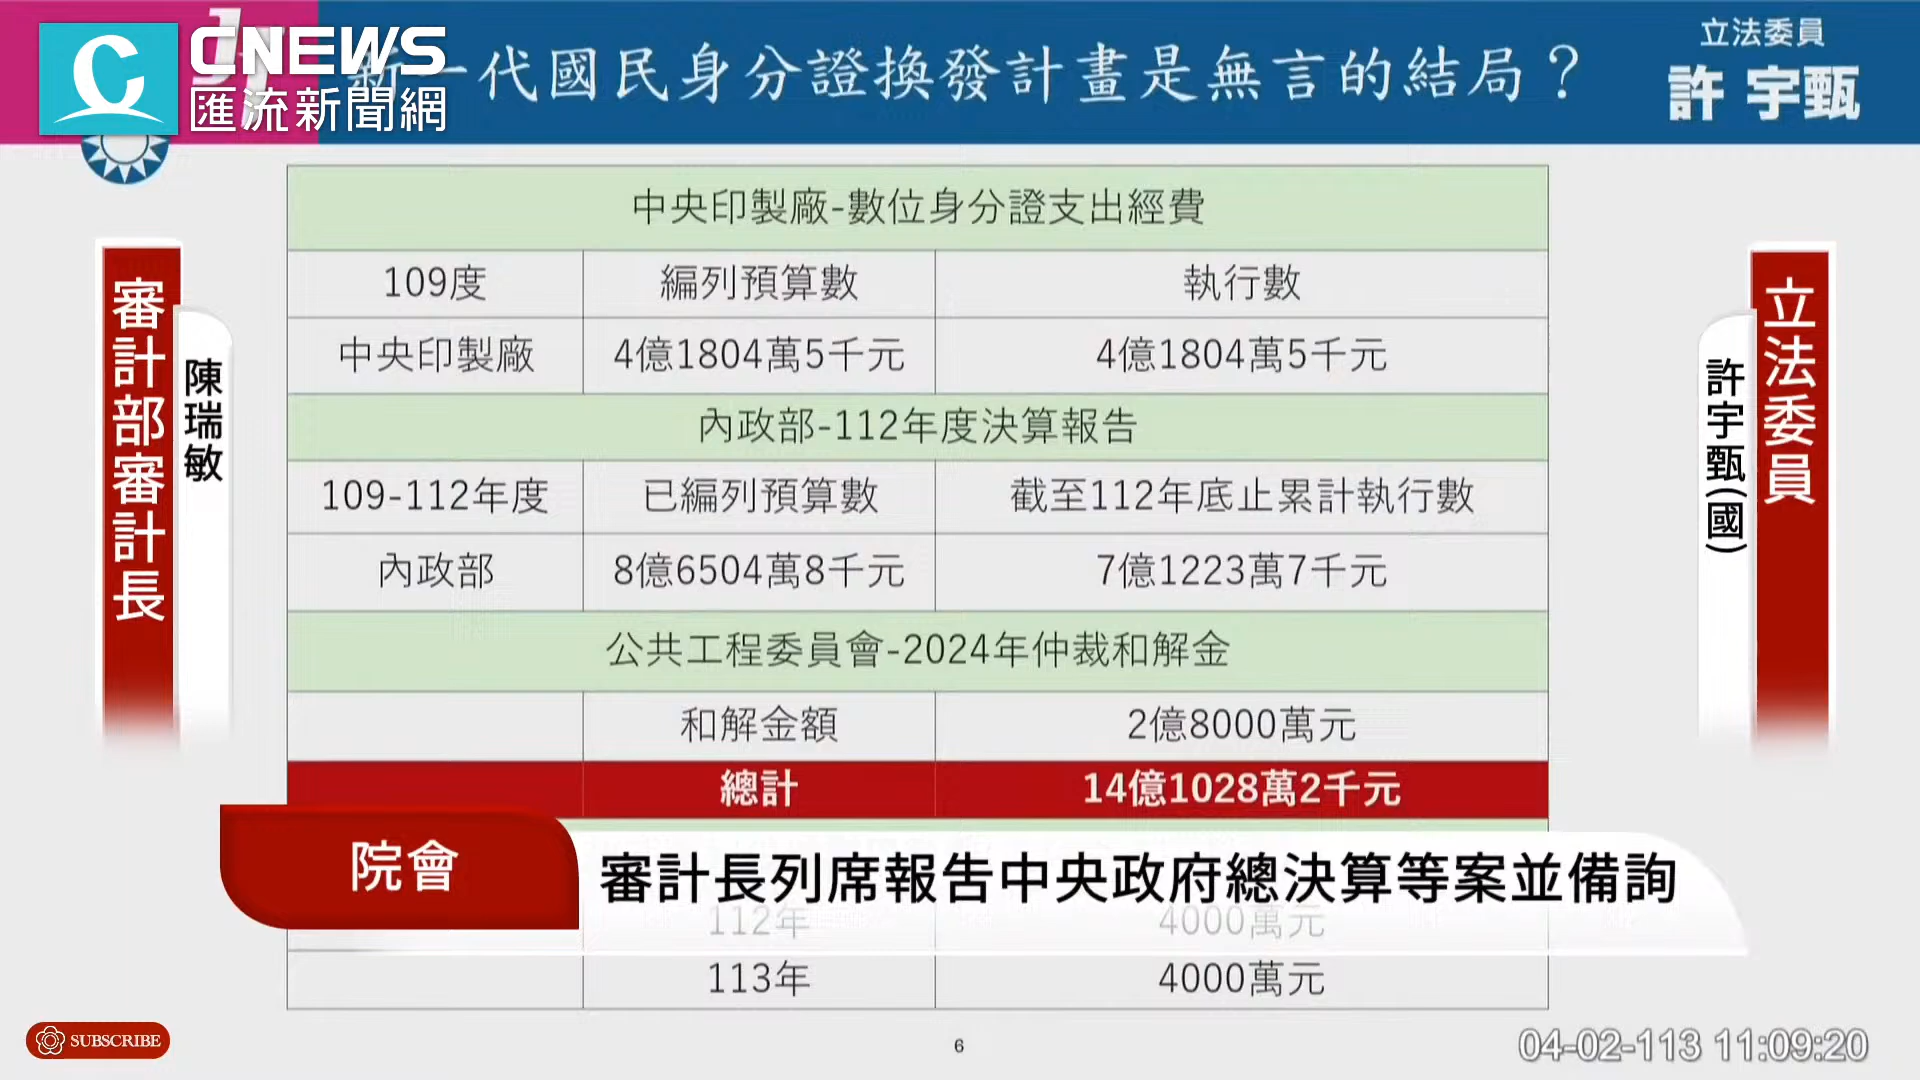 CNEWS
匯流新聞網
新一代國民身分證換發計畫是無言的結局？
立法委員
許 宇甄
中央印製廠-數位身分證支出經費
109度 編列預算數 執行數
中央印製廠 4億1804萬5千元 4億1804萬5千元
內政部-112年度決算報告
109-112年度 已編列預算數 截至112年底止累計執行數
內政部 8億6504萬8千元 7億1223萬7千元
公共工程委員會-2024年仲裁和解金
和解金額 2億8000萬元
總計 14億1028萬2千元
112年 4000萬元
113年 4000萬元
審計部審計長
陳瑞敏
立法委員
許宇甄(國)
院會
審計長列席報告中央政府總決算等案並備詢
SUBSCRIBE
6
04-02-113 11:09:20